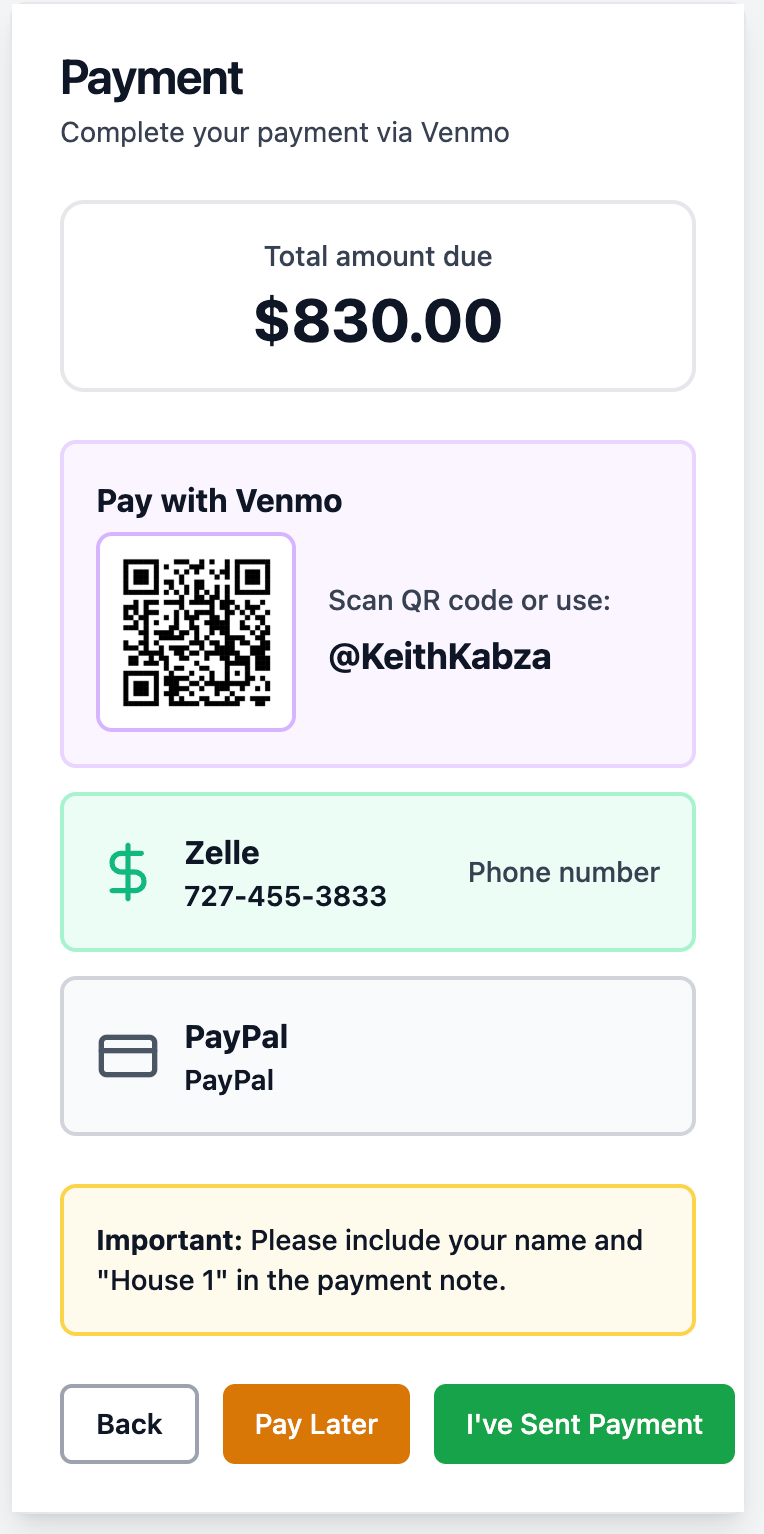 Payment
Complete your payment via Venmo
Total amount due
$830.00
Pay with Venmo
Scan QR code or use:
@KeithKabza
Zelle
727-455-3833
Phone number
PayPal
PayPal
Important: Please include your name and
"House 1" in the payment note.
Back
Pay Later
I've Sent Payment